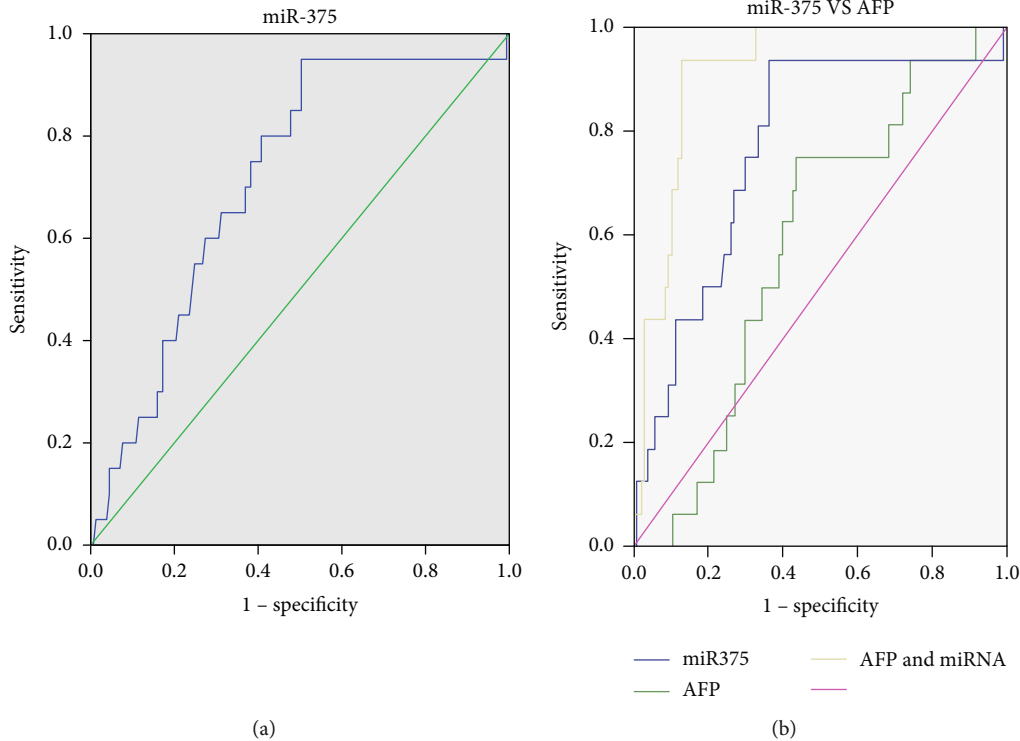 miR-375
1.0
0.8
0.6
0.4
0.2
0.0
Sensitivity
0.0 0.2 0.4 0.6 0.8 1.0
1 – specificity
(a)
miR-375 VS AFP
1.0
0.8
0.6
0.4
0.2
0.0
Sensitivity
0.0 0.2 0.4 0.6 0.8 1.0
1 – specificity
miR375
AFP
AFP and miRNA
(b)